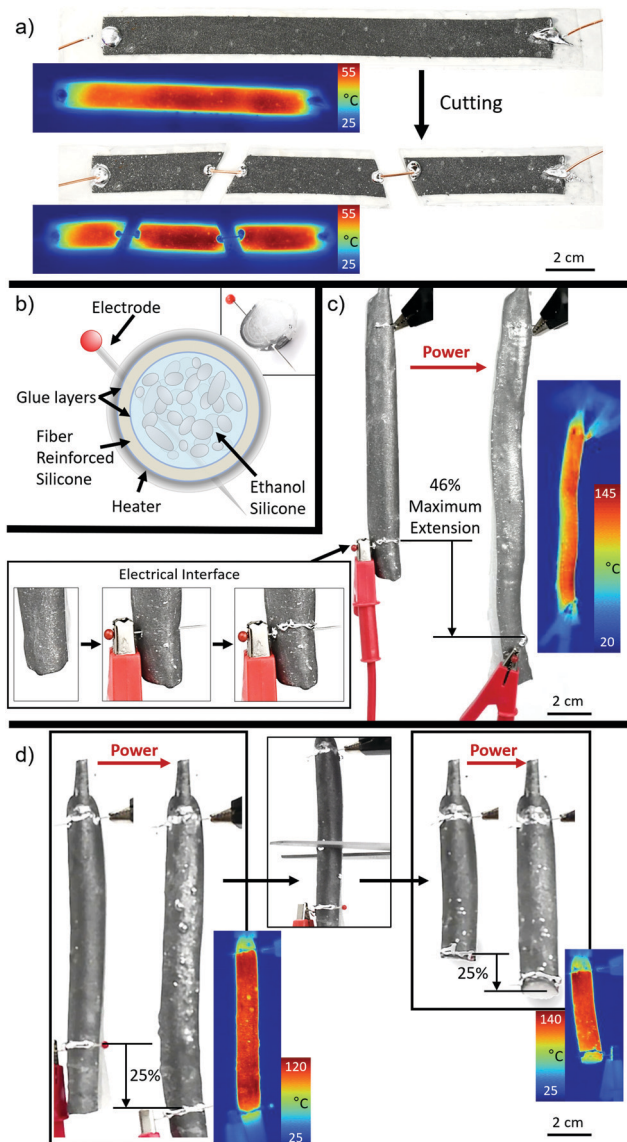 a)
55
°C
25
Cutting
55
°C
25
2 cm
b)
Electrode
Glue layers
Fiber
Reinforced
Silicone
Heater
Ethanol
Silicone
c)
Power
46%
Maximum
Extension
145
°C
20
Electrical Interface
2 cm
d)
Power
25%
120
°C
25
Power
25%
140
°C
25
2 cm